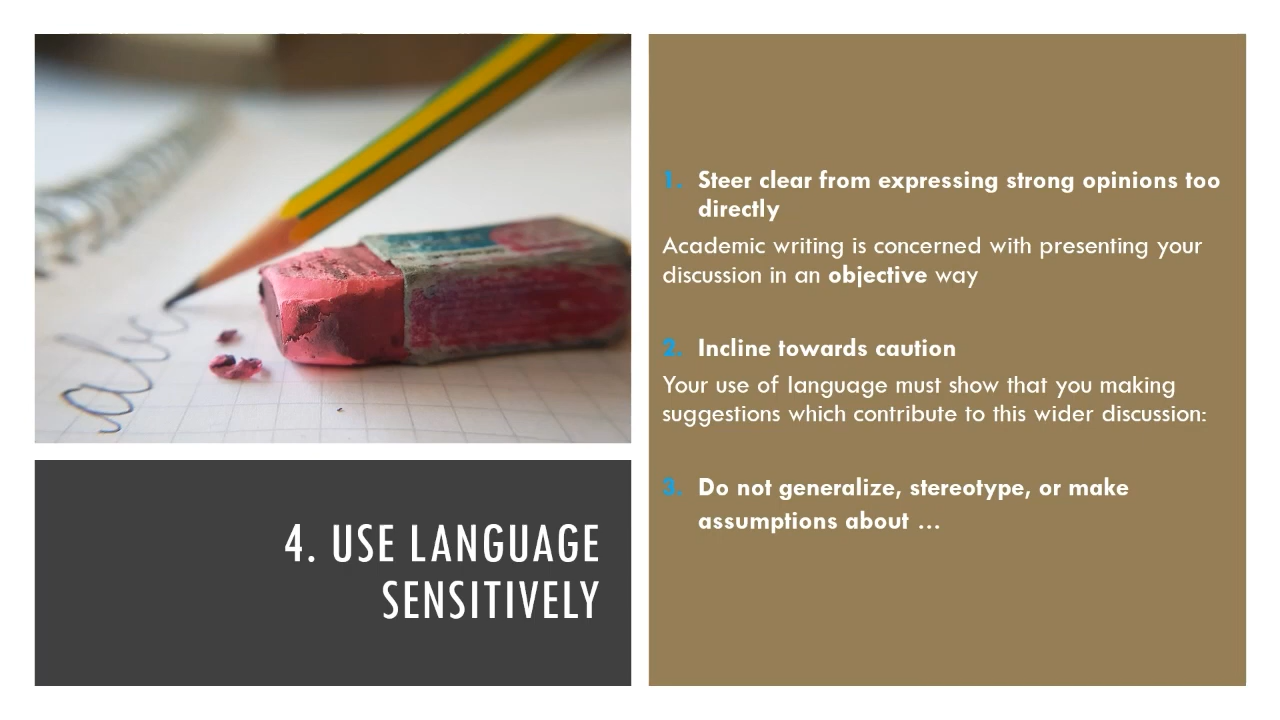 abc
4. USE LANGUAGE
SENSITIVELY
1. Steer clear from expressing strong opinions too
directly
Academic writing is concerned with presenting your
discussion in an objective way
2. Incline towards caution
Your use of language must show that you making
suggestions which contribute to this wider discussion:
3. Do not generalize, stereotype, or make
assumptions about …